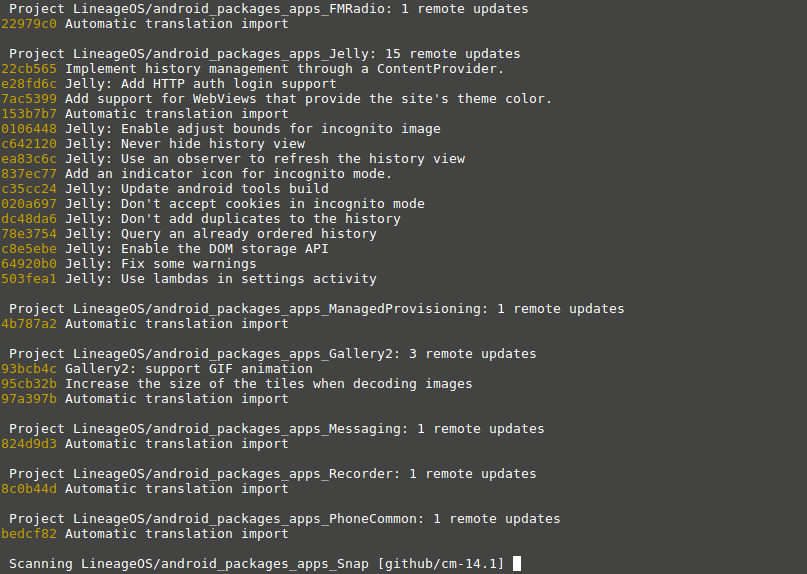 Project LineageOS/android_packages_apps_FMRadio: 1 remote updates
22979c0 Automatic translation import
Project LineageOS/android_packages_apps_Jelly: 15 remote updates
22cb565 Implement history management through a ContentProvider.
e28fd6c Jelly: Add HTTP auth login support
7ac5399 Add support for WebViews that provide the site's theme color.
153b7b7 Automatic translation import
0106448 Jelly: Enable adjust bounds for incognito image
c642120 Jelly: Never hide history view
ea83c6c Jelly: Use an observer to refresh the history view
837ec77 Add an indicator icon for incognito mode.
c35cc24 Jelly: Update android tools build
020a697 Jelly: Don't accept cookies in incognito mode
dc48da6 Jelly: Don't add duplicates to the history
78e3754 Jelly: Query an already ordered history
c8e5ebe Jelly: Enable the DOM storage API
64920b0 Jelly: Fix some warnings
503fea1 Jelly: Use lambdas in settings activity
Project LineageOS/android_packages_apps_ManagedProvisioning: 1 remote updates
4b787a2 Automatic translation import
Project LineageOS/android_packages_apps_Gallery2: 3 remote updates
93bcb4c Gallery2: support GIF animation
95cb32b Increase the size of the tiles when decoding images
97a397b Automatic translation import
Project LineageOS/android_packages_apps_Messaging: 1 remote updates
824d9d3 Automatic translation import
Project LineageOS/android_packages_apps_Recorder: 1 remote updates
8c0b44d Automatic translation import
Project LineageOS/android_packages_apps_PhoneCommon: 1 remote updates
bedcf82 Automatic translation import
Scanning LineageOS/android_packages_apps_Snap [github/cm-14.1]